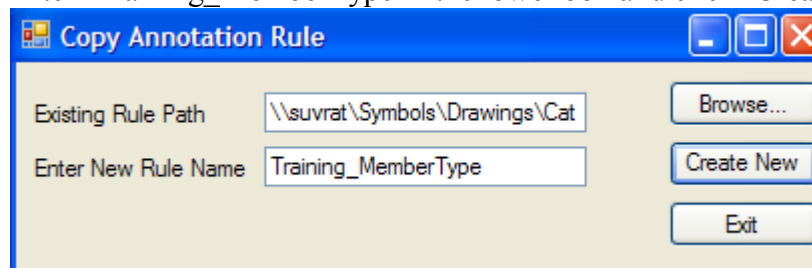 Copy Annotation Rule
Existing Rule Path \\suvrat\Symbols\Drawings\Cat Browse...
Enter New Rule Name Training_MemberType Create New
Exit